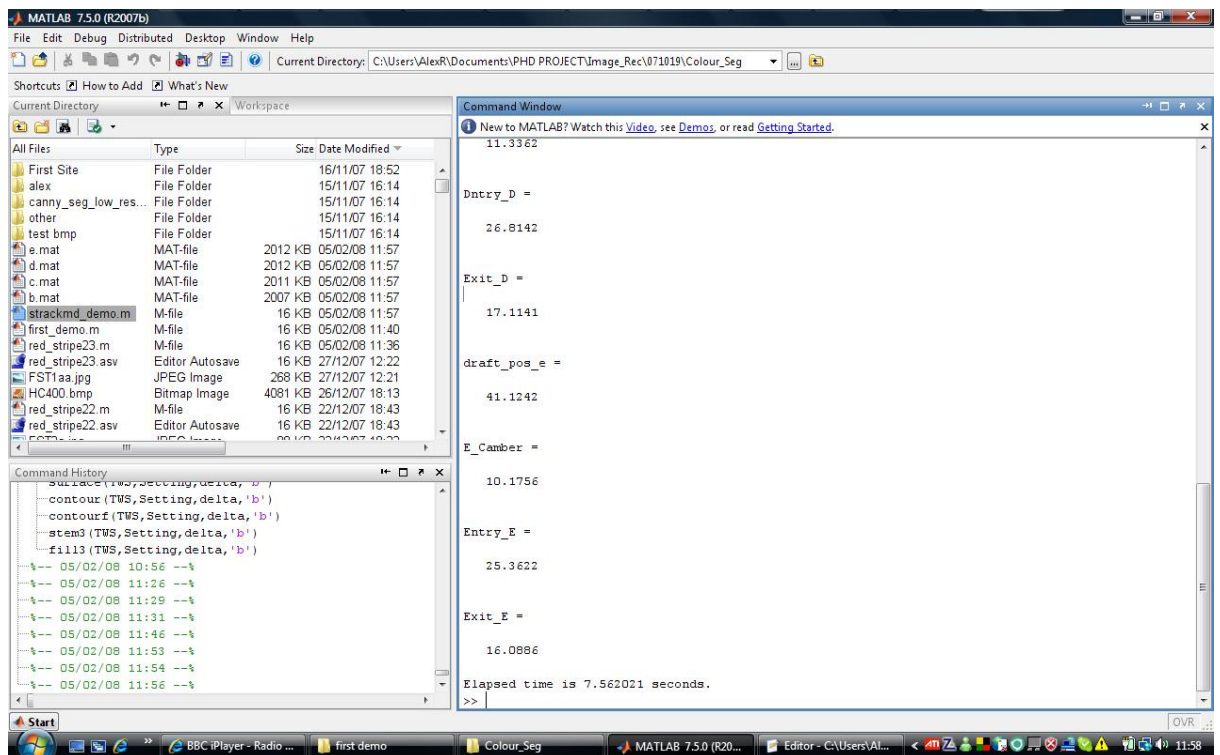 MATLAB 7.5.0 (R2007b)
File Edit Debug Distributed Desktop Window Help
Current Directory: C:\Users\AlexR\Documents\PHD PROJECT\Image_Rec\071019\Colour_Seg
Shortcuts How to Add What's New
Current Directory Workspace
All Files Type Size Date Modified
First Site File Folder 16/11/07 18:52
alex File Folder 15/11/07 16:14
canny_seg_low_res... File Folder 15/11/07 16:14
other File Folder 15/11/07 16:14
test bmp File Folder 15/11/07 16:14
e.mat MAT-file 2012 KB 05/02/08 11:57
d.mat MAT-file 2012 KB 05/02/08 11:57
c.mat MAT-file 2011 KB 05/02/08 11:57
b.mat MAT-file 2007 KB 05/02/08 11:57
strackmd_demo.m M-file 16 KB 05/02/08 11:57
first_demo.m M-file 16 KB 05/02/08 11:40
red_stripe23.m M-file 16 KB 05/02/08 11:36
red_stripe23.asv Editor Autosave 16 KB 27/12/07 12:22
FST1aa.jpg JPEG Image 268 KB 27/12/07 12:21
HC400.bmp Bitmap Image 4081 KB 26/12/07 18:13
red_stripe22.m M-file 16 KB 22/12/07 18:43
red_stripe22.asv Editor Autosave 16 KB 22/12/07 18:43
Command History
surface(TWS,Setting,delta,'b')
contour(TWS,Setting,delta,'b')
contourf(TWS,Setting,delta,'b')
stem3(TWS,Setting,delta,'b')
fill3(TWS,Setting,delta,'b')
%-- 05/02/08 10:56 --%
%-- 05/02/08 11:26 --%
%-- 05/02/08 11:29 --%
%-- 05/02/08 11:31 --%
%-- 05/02/08 11:46 --%
%-- 05/02/08 11:53 --%
%-- 05/02/08 11:54 --%
%-- 05/02/08 11:56 --%
Command Window
New to MATLAB? Watch this Video, see Demos, or read Getting Started.
11.3362
Dntry_D =
26.8142
Exit_D =
17.1141
draft_pos_e =
41.1242
E_Camber =
10.1756
Entry_E =
25.3622
Exit_E =
16.0886
Elapsed time is 7.562021 seconds.
>>
Start
OVR
BBC iPlayer - Radio ... first demo Colour_Seg MATLAB 7.5.0 (R20... Editor - C:\Users\Al... 11:58